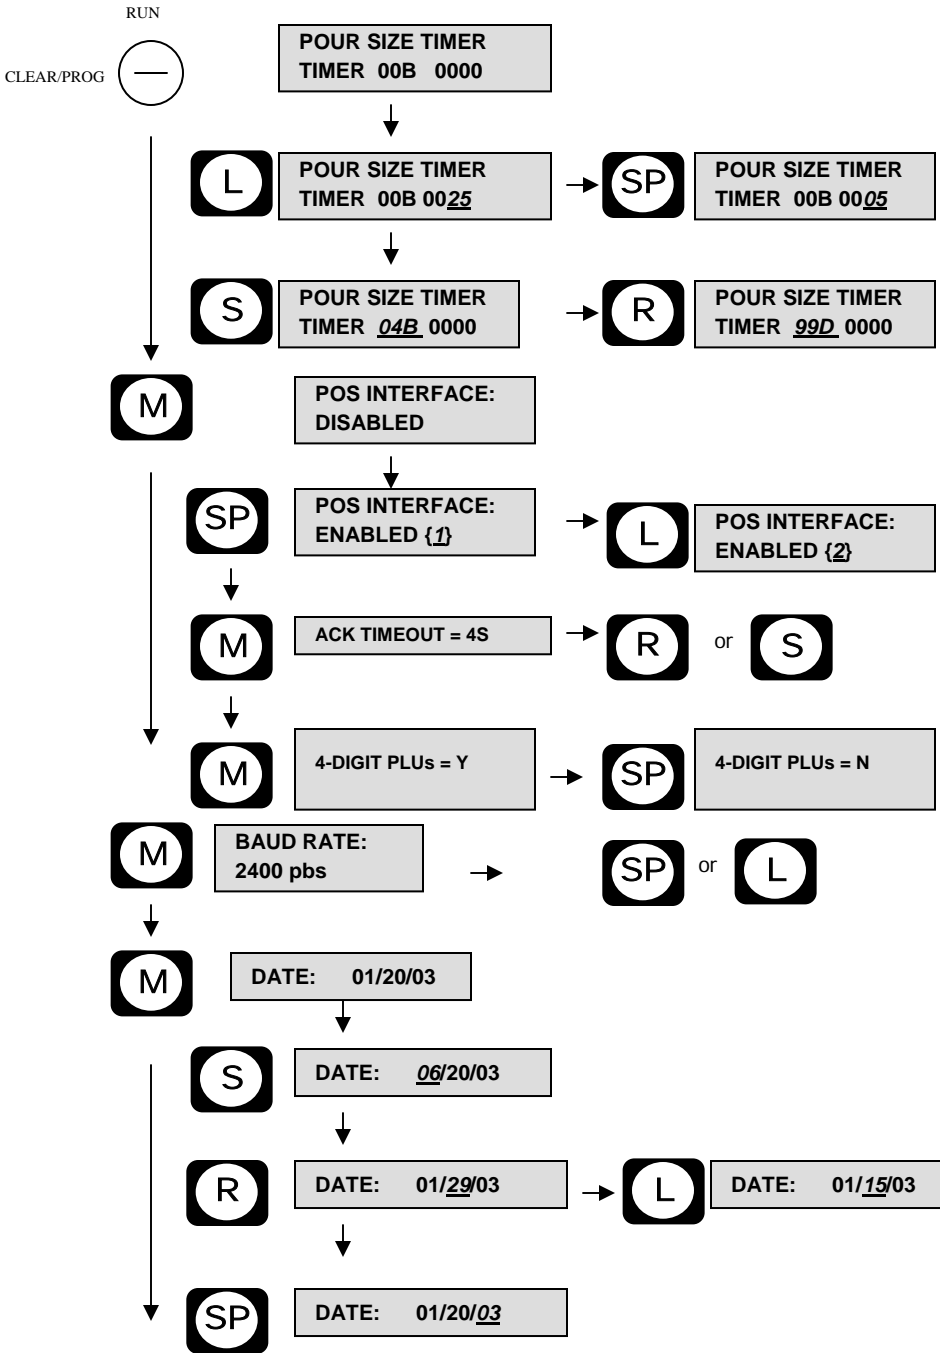 RUN
CLEAR/PROG
POUR SIZE TIMER
TIMER 00B 0000
L
POUR SIZE TIMER
TIMER 00B 0025
SP
POUR SIZE TIMER
TIMER 00B 0005
S
POUR SIZE TIMER
TIMER 04B 0000
R
POUR SIZE TIMER
TIMER 99D 0000
M
POS INTERFACE:
DISABLED
SP
POS INTERFACE:
ENABLED {1}
L
POS INTERFACE:
ENABLED {2}
M
ACK TIMEOUT = 4S
R or S
M
4-DIGIT PLUs = Y
SP
4-DIGIT PLUs = N
M
BAUD RATE:
2400 pbs
SP or L
M
DATE: 01/20/03
S
DATE: 06/20/03
R
DATE: 01/29/03
L
DATE: 01/15/03
SP
DATE: 01/20/03